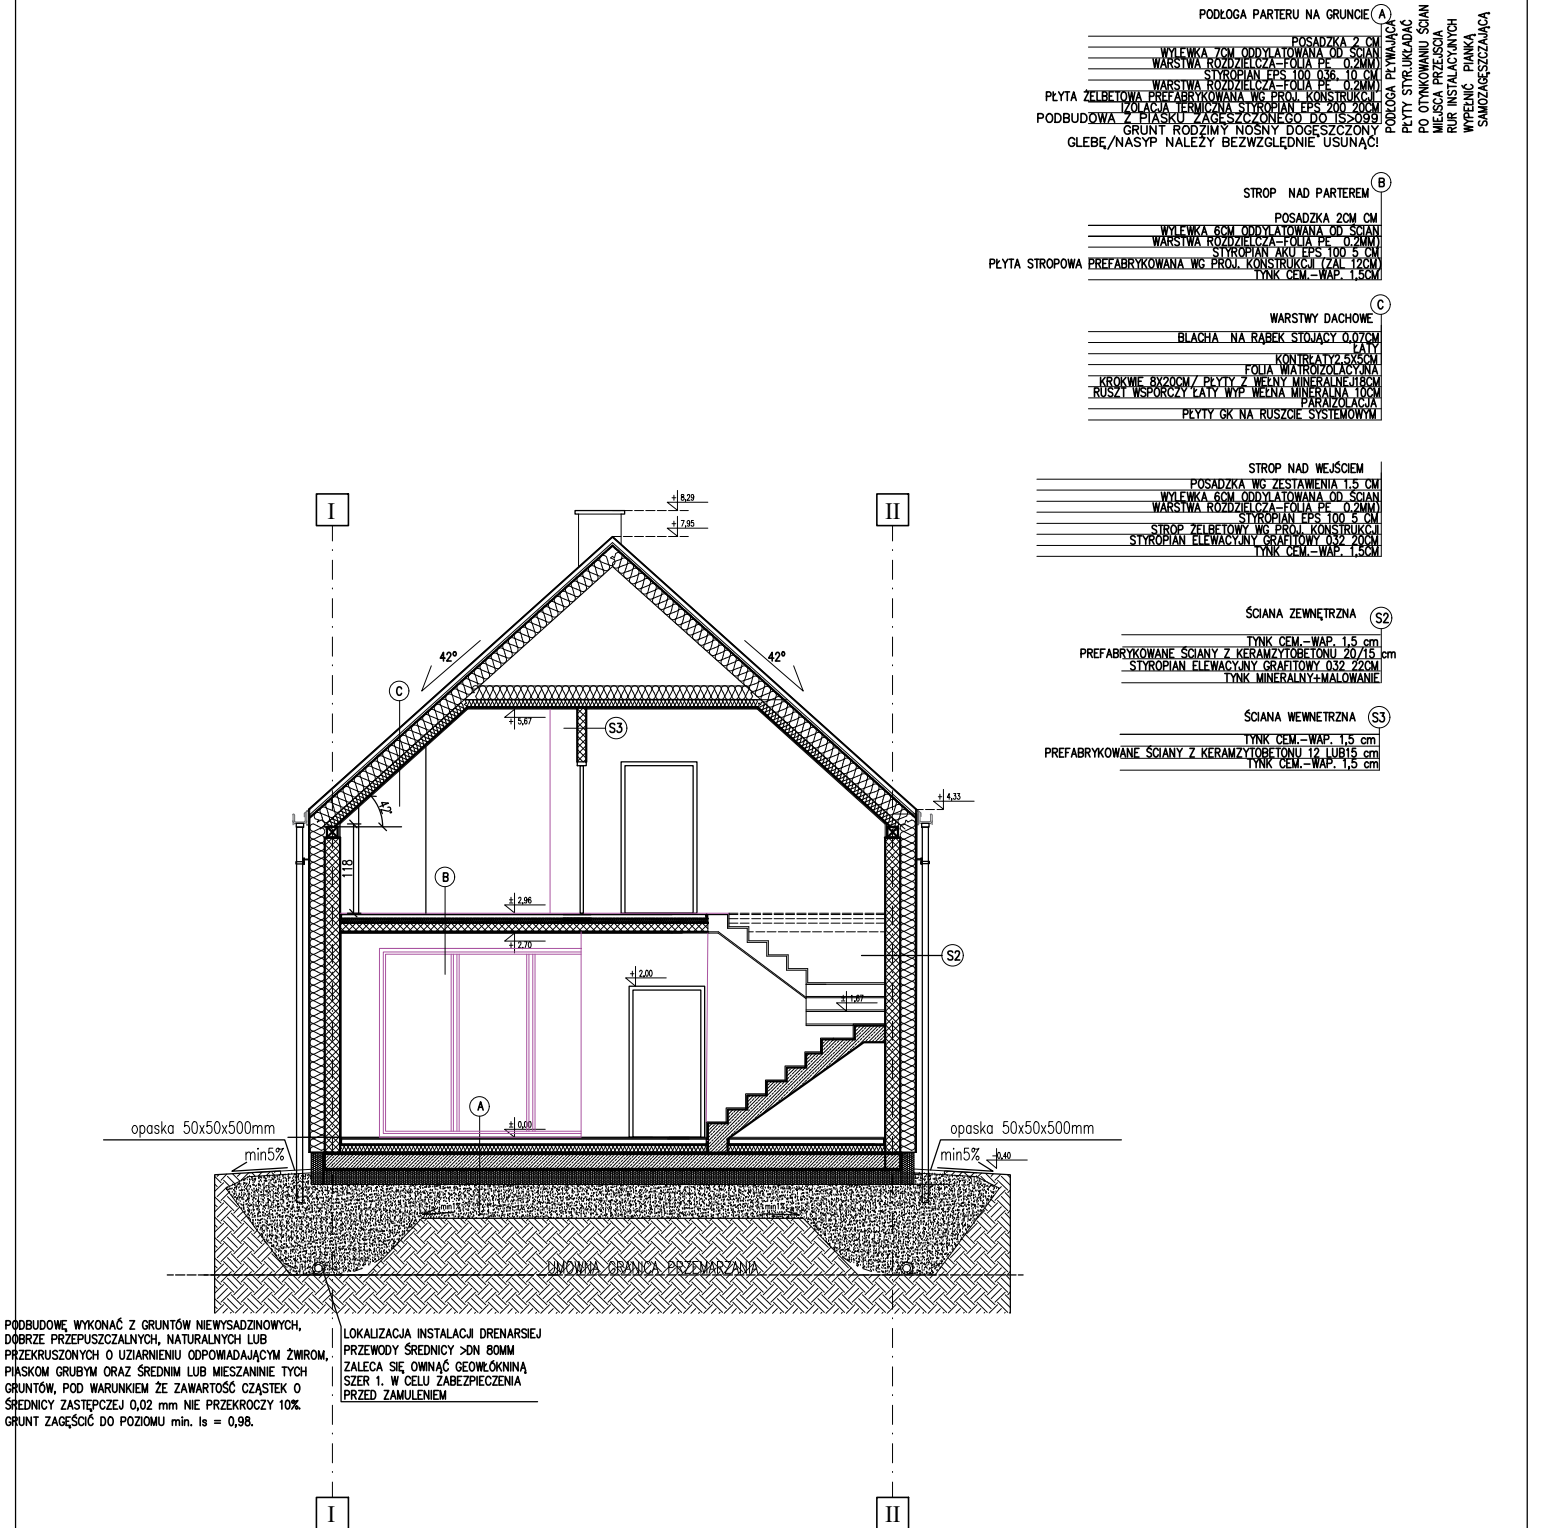 PODŁOGA PARTERU NA GRUNCIE A
POSADZKA 2 CM
WYLEWKA 7CM ODDYLATOWANA OD ŚCIAN
WARSTWA ROZDZIELCZA-FOLIA PE 0.2MM)
STYROPIAN EPS 100 036, 10 CM
WARSTWA ROZDZIELCZA-FOLIA PE 0.2MM)
PŁYTA ŻELBETOWA PREFABRYKOWANA WG PROJ. KONSTRUKCJI
IZOLACJA TERMICZNA STYROPIAN EPS 200 20CM
PODBUDOWA Z PIASKU ZAGĘSZCZONEGO DO IS>099
GRUNT RODZIMY NOŚNY DOGĘSZCZONY
GLEBĘ/NASYP NALEŻY BEZWZGLĘDNIE USUNĄĆ!
PODŁOGA PŁYWAJĄCA
PŁYTY STYR.UKŁADAĆ
PO OTYNKOWANIU ŚCIAN
MIEJSCA PRZEJSCIA
RUR INSTALACYJNYCH
WYPEŁNIĆ PIANKĄ
SAMOZAGĘSZCZAJĄCĄ
B
STROP NAD PARTEREM
POSADZKA 2CM CM
WYLEWKA 6CM ODDYLATOWANA OD ŚCIAN
WARSTWA ROZDZIELCZA-FOLIA PE 0.2MM)
STYROPIAN AKU EPS 100 5 CM
PŁYTA STROPOWA PREFABRYKOWANA WG PROJ. KONSTRUKCJI (ZAŁ 12CM)
TYNK CEM.-WAP. 1,5CM
C
WARSTWY DACHOWE
BLACHA NA RĄBEK STOJĄCY 0,07CM
ŁATY
KONTRŁATY2,5X5CM
FOLIA WIATROIZOLACYJNA
KROKWIE 8X20CM/ PŁYTY Z WEŁNY MINERALNEJ18CM
RUSZT WSPORCZY ŁATY WYP WEŁNA MINERALNA 10CM
PARAIZOLACJA
PŁYTY GK NA RUSZCIE SYSTEMOWYM
STROP NAD WEJŚCIEM
POSADZKA WG ZESTAWIENIA 1.5 CM
WYLEWKA 6CM ODDYLATOWANA OD ŚCIAN
WARSTWA ROZDZIELCZA-FOLIA PE 0.2MM)
STYROPIAN EPS 100 5 CM
STROP ŻELBETOWY WG PROJ. KONSTRUKCJI
STYROPIAN ELEWACYJNY GRAFITOWY 032 20CM
TYNK CEM.-WAP. 1,5CM
ŚCIANA ZEWNĘTRZNA S2
TYNK CEM.-WAP. 1,5 cm
PREFABRYKOWANE ŚCIANY Z KERAMZYTOBETONU 20/15 cm
STYROPIAN ELEWACYJNY GRAFITOWY 032 22CM
TYNK MINERALNY+MALOWANIE
ŚCIANA WEWNETRZNA S3
TYNK CEM.-WAP. 1,5 cm
PREFABRYKOWANE ŚCIANY Z KERAMZYTOBETONU 12 LUB15 cm
TYNK CEM.-WAP. 1,5 cm
I
II
+ 8,29
+ 7,95
42°
42°
C
+ 5,67
S3
+ 4,33
42°
118
B
± 2,96
+ 2,70
S2
+ 2,00
+ 1,67
A
± 0,00
opaska 50x50x500mm
opaska 50x50x500mm
min5%
min5%
-0,40
UMOWNA GRANICA PRZEMARZANIA
PODBUDOWĘ WYKONAĆ Z GRUNTÓW NIEWYSADZINOWYCH,
DOBRZE PRZEPUSZCZALNYCH, NATURALNYCH LUB
PRZEKRUSZONYCH O UZIARNIENIU ODPOWIADAJĄCYM ŻWIROM,
PIASKOM GRUBYM ORAZ ŚREDNIM LUB MIESZANINIE TYCH
GRUNTÓW, POD WARUNKIEM ŻE ZAWARTOŚĆ CZĄSTEK O
ŚREDNICY ZASTĘPCZEJ 0,02 mm NIE PRZEKROCZY 10%.
GRUNT ZAGĘŚCIĆ DO POZIOMU min. Is = 0,98.
LOKALIZACJA INSTALACJI DRENARSIEJ
PRZEWODY ŚREDNICY >DN 80MM
ZALECA SIĘ OWINĄĆ GEOWŁÓKNINĄ
SZER 1. W CELU ZABEZPIECZENIA
PRZED ZAMULENIEM
I
II